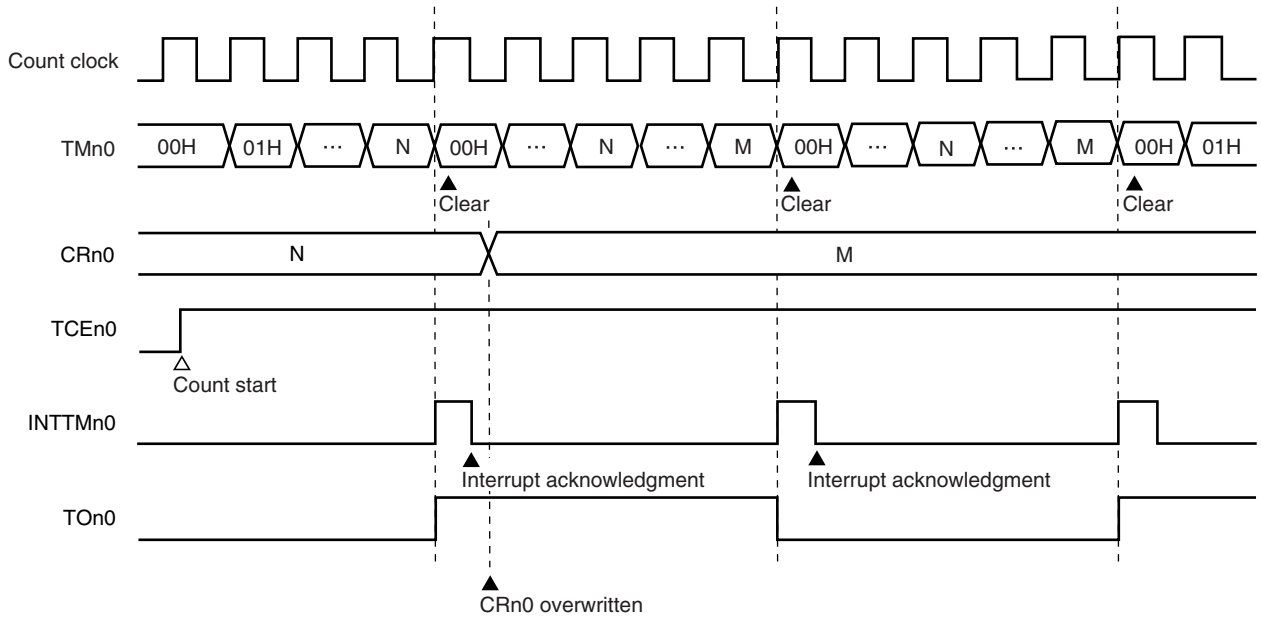 Count clock
TMn0 00H 01H ... N 00H ... N ... M 00H ... N ... M 00H 01H
Clear Clear Clear
CRn0 N M
TCEn0
Count start
INTTMn0
Interrupt acknowledgment Interrupt acknowledgment
TOn0
CRn0 overwritten